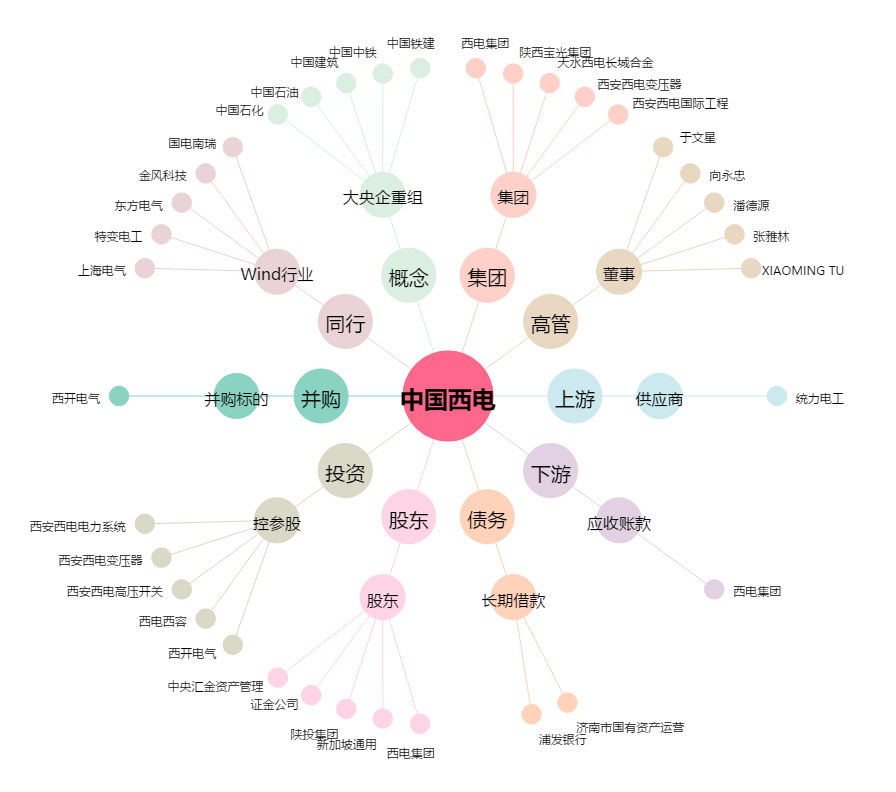 中国铁建
西电集团
中国中铁
陕西宝光集团
中国建筑
天水西电长城合金
中国石油
西安西电变压器
中国石化
西安西电国际工程
国电南瑞
于文星
金风科技
向永忠
大央企重组
集团
东方电气
潘德源
特变电工
张雅林
上海电气
Wind行业
概念
集团
董事
XIAOMING TU
同行
高管
西开电气
并购标的
并购
中国西电
上游
供应商
统力电工
投资
下游
西安西电电力系统
控参股
股东
债务
应收账款
西安西电变压器
西安西电高压开关
西电集团
股东
长期借款
西电西容
西开电气
中央汇金资产管理
证金公司
陕投集团
新加坡通用
西电集团
济南市国有资产运营
浦发银行